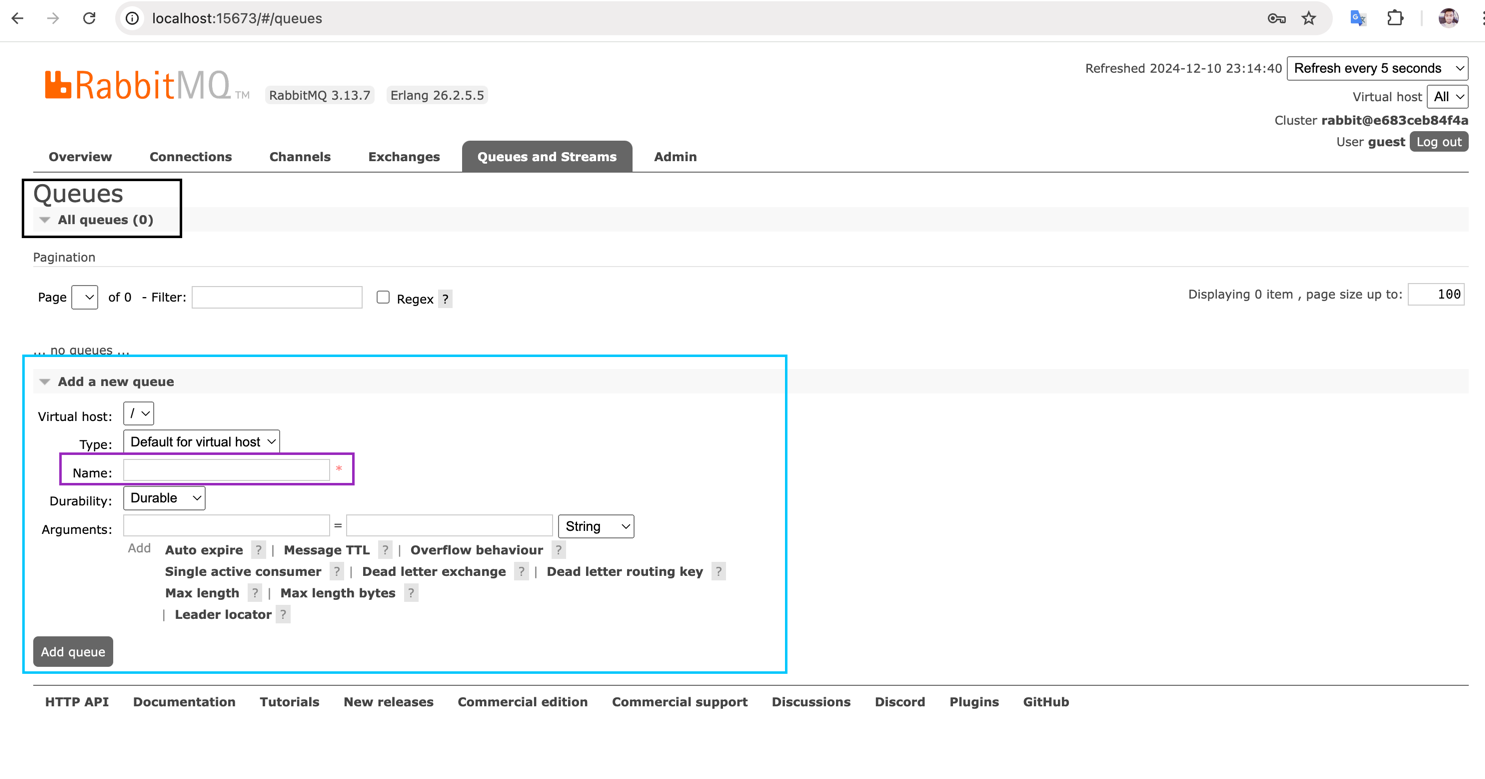 localhost:15673/#/queues
RabbitMQ TM RabbitMQ 3.13.7 Erlang 26.2.5.5
Refreshed 2024-12-10 23:14:40 Refresh every 5 seconds
Virtual host All
Cluster rabbit@e683ceb84f4a
User guest Log out
Overview Connections Channels Exchanges Queues and Streams Admin
Queues
All queues (0)
Pagination
Page of 0 - Filter: Regex ? Displaying 0 item , page size up to: 100
... no queues ...
Add a new queue
Virtual host: /
Type: Default for virtual host
Name: *
Durability: Durable
Arguments: = String
Add Auto expire ? | Message TTL ? | Overflow behaviour ?
Single active consumer ? | Dead letter exchange ? | Dead letter routing key ?
Max length ? | Max length bytes ?
| Leader locator ?
Add queue
HTTP API Documentation Tutorials New releases Commercial edition Commercial support Discussions Discord Plugins GitHub